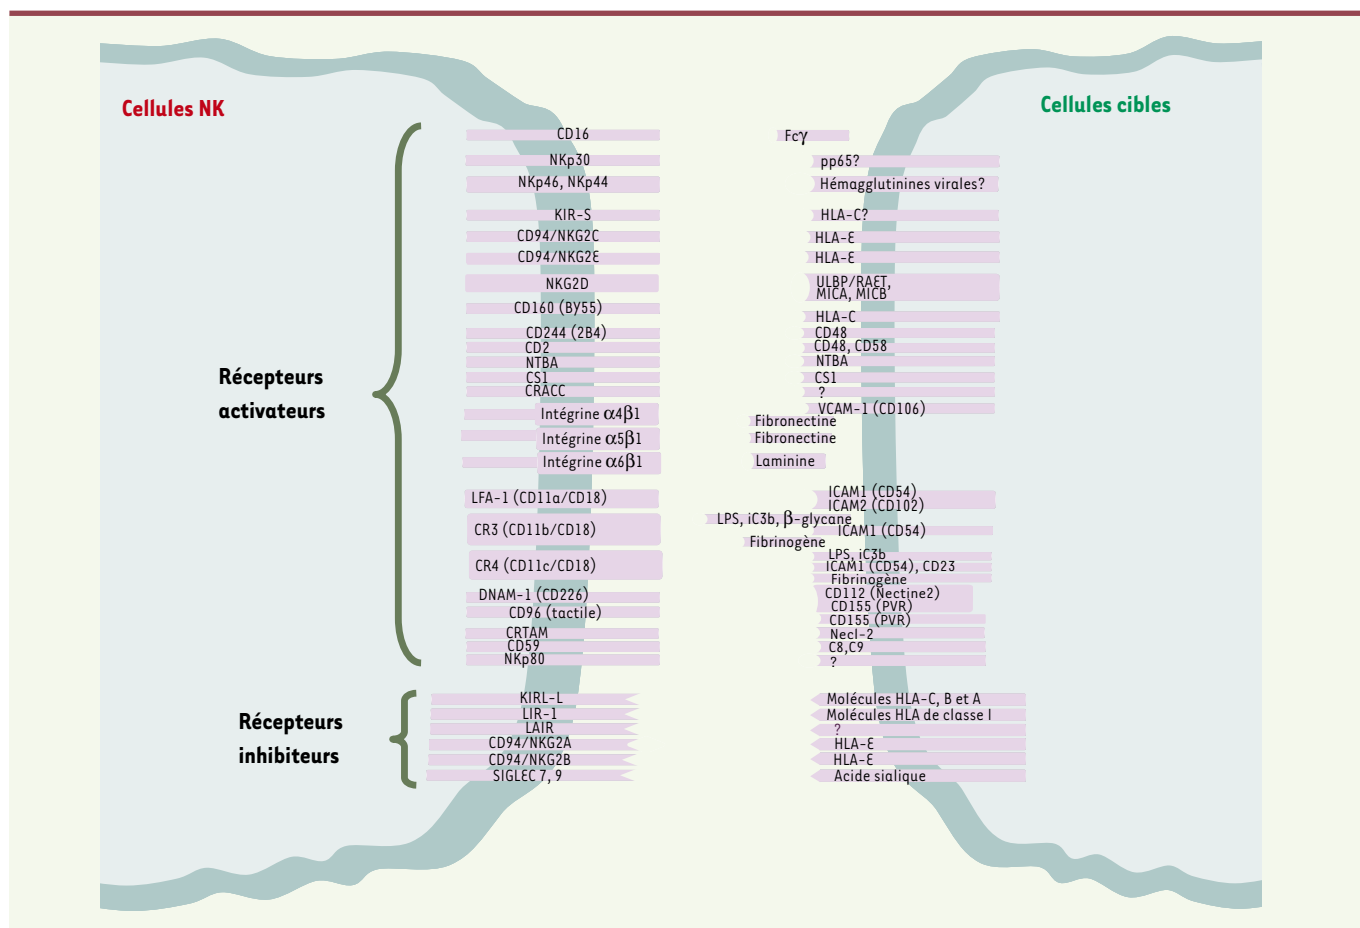 Cellules NK
Cellules cibles
CD16
Fcγ
NKp30
pp65?
NKp46, NKp44
Hémagglutinines virales?
KIR-S
HLA-C?
CD94/NKG2C
HLA-E
CD94/NKG2E
HLA-E
NKG2D
ULBP/RAET,
MICA, MICB
CD160 (BY55)
HLA-C
CD244 (2B4)
CD48
CD2
CD48, CD58
NTBA
NTBA
CS1
CS1
CRACC
?
Récepteurs
activateurs
Intégrine α4β1
VCAM-1 (CD106)
Fibronectine
Intégrine α5β1
Fibronectine
Intégrine α6β1
Laminine
LFA-1 (CD11a/CD18)
ICAM1 (CD54)
ICAM2 (CD102)
CR3 (CD11b/CD18)
LPS, iC3b, β-glycane
ICAM1 (CD54)
Fibrinogène
CR4 (CD11c/CD18)
LPS, iC3b
ICAM1 (CD54), CD23
Fibrinogène
DNAM-1 (CD226)
CD112 (Nectine2)
CD155 (PVR)
CD96 (tactile)
CD155 (PVR)
CRTAM
Necl-2
CD59
C8,C9
NKp80
?
Récepteurs
inhibiteurs
KIRL-L
Molécules HLA-C, B et A
LIR-1
Molécules HLA de classe I
LAIR
?
CD94/NKG2A
HLA-E
CD94/NKG2B
HLA-E
SIGLEC 7, 9
Acide sialique